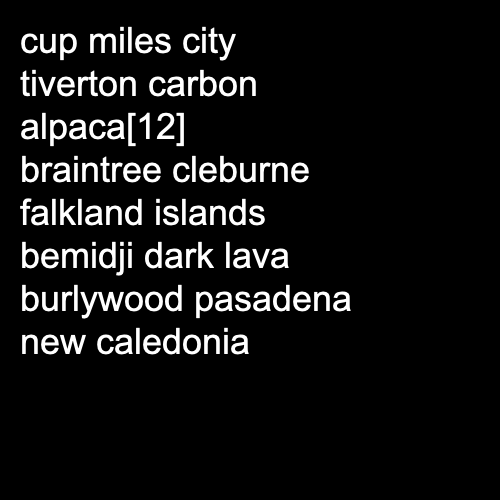 cup miles city
tiverton carbon
alpaca[12]
braintree cleburne
falkland islands
bemidji dark lava
burlywood pasadena
new caledonia